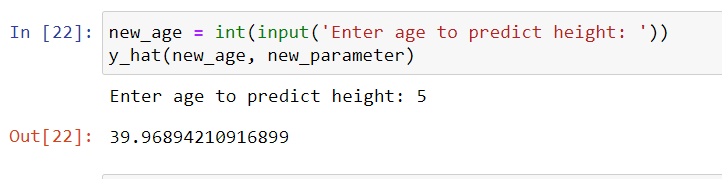 In [22]: new_age = int(input('Enter age to predict height: '))
y_hat(new_age, new_parameter)
Enter age to predict height: 5
Out[22]: 39.96894210916899